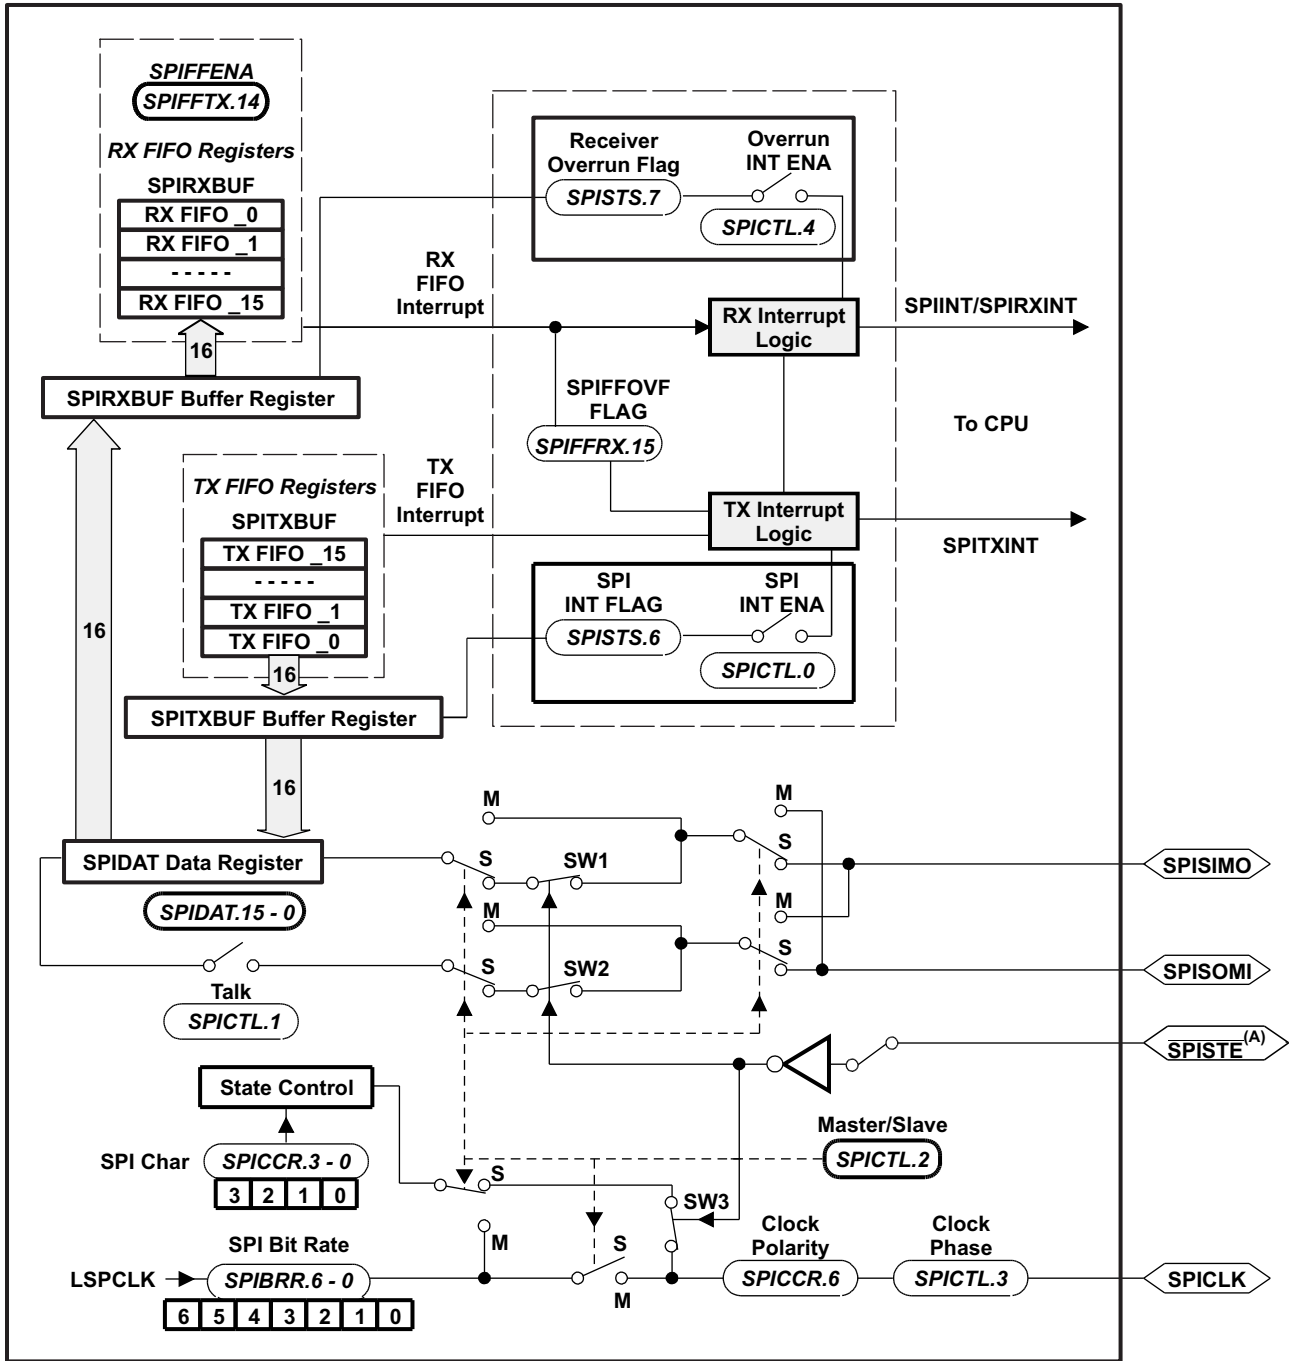 SPIFFENA
SPIFFTX.14
RX FIFO Registers
SPIRXBUF
RX FIFO _0
RX FIFO _1
- - - - -
RX FIFO _15
16
SPIRXBUF Buffer Register
Receiver
Overrun Flag
SPISTS.7
Overrun
INT ENA
SPICTL.4
RX
FIFO
Interrupt
RX Interrupt
Logic
SPIINT/SPIRXINT
SPIFFOVF
FLAG
SPIFFRX.15
To CPU
TX FIFO Registers
SPITXBUF
TX FIFO _15
- - - - -
TX FIFO _1
TX FIFO _0
16
TX
FIFO
Interrupt
TX Interrupt
Logic
SPITXINT
SPI
INT FLAG
SPISTS.6
SPI
INT ENA
SPICTL.0
16
SPITXBUF Buffer Register
16
SPIDAT Data Register
SPIDAT.15 - 0
M
S
SW1
M
S
SPISIMO
M
S
SW2
M
S
SPISOMI
Talk
SPICTL.1
SPISTE(A)
State Control
Master/Slave
SPICTL.2
SPI Char
SPICCR.3 - 0
3 2 1 0
S
M
SW3
SPI Bit Rate
LSPCLK
SPIBRR.6 - 0
6 5 4 3 2 1 0
S
M
Clock
Polarity
SPICCR.6
Clock
Phase
SPICTL.3
SPICLK